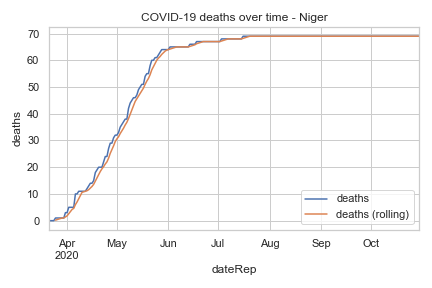 COVID-19 deaths over time - Niger
70
60
50
40
30
20
10
0
deaths
Apr
2020
May
Jun
Jul
Aug
Sep
Oct
dateRep
deaths
deaths (rolling)